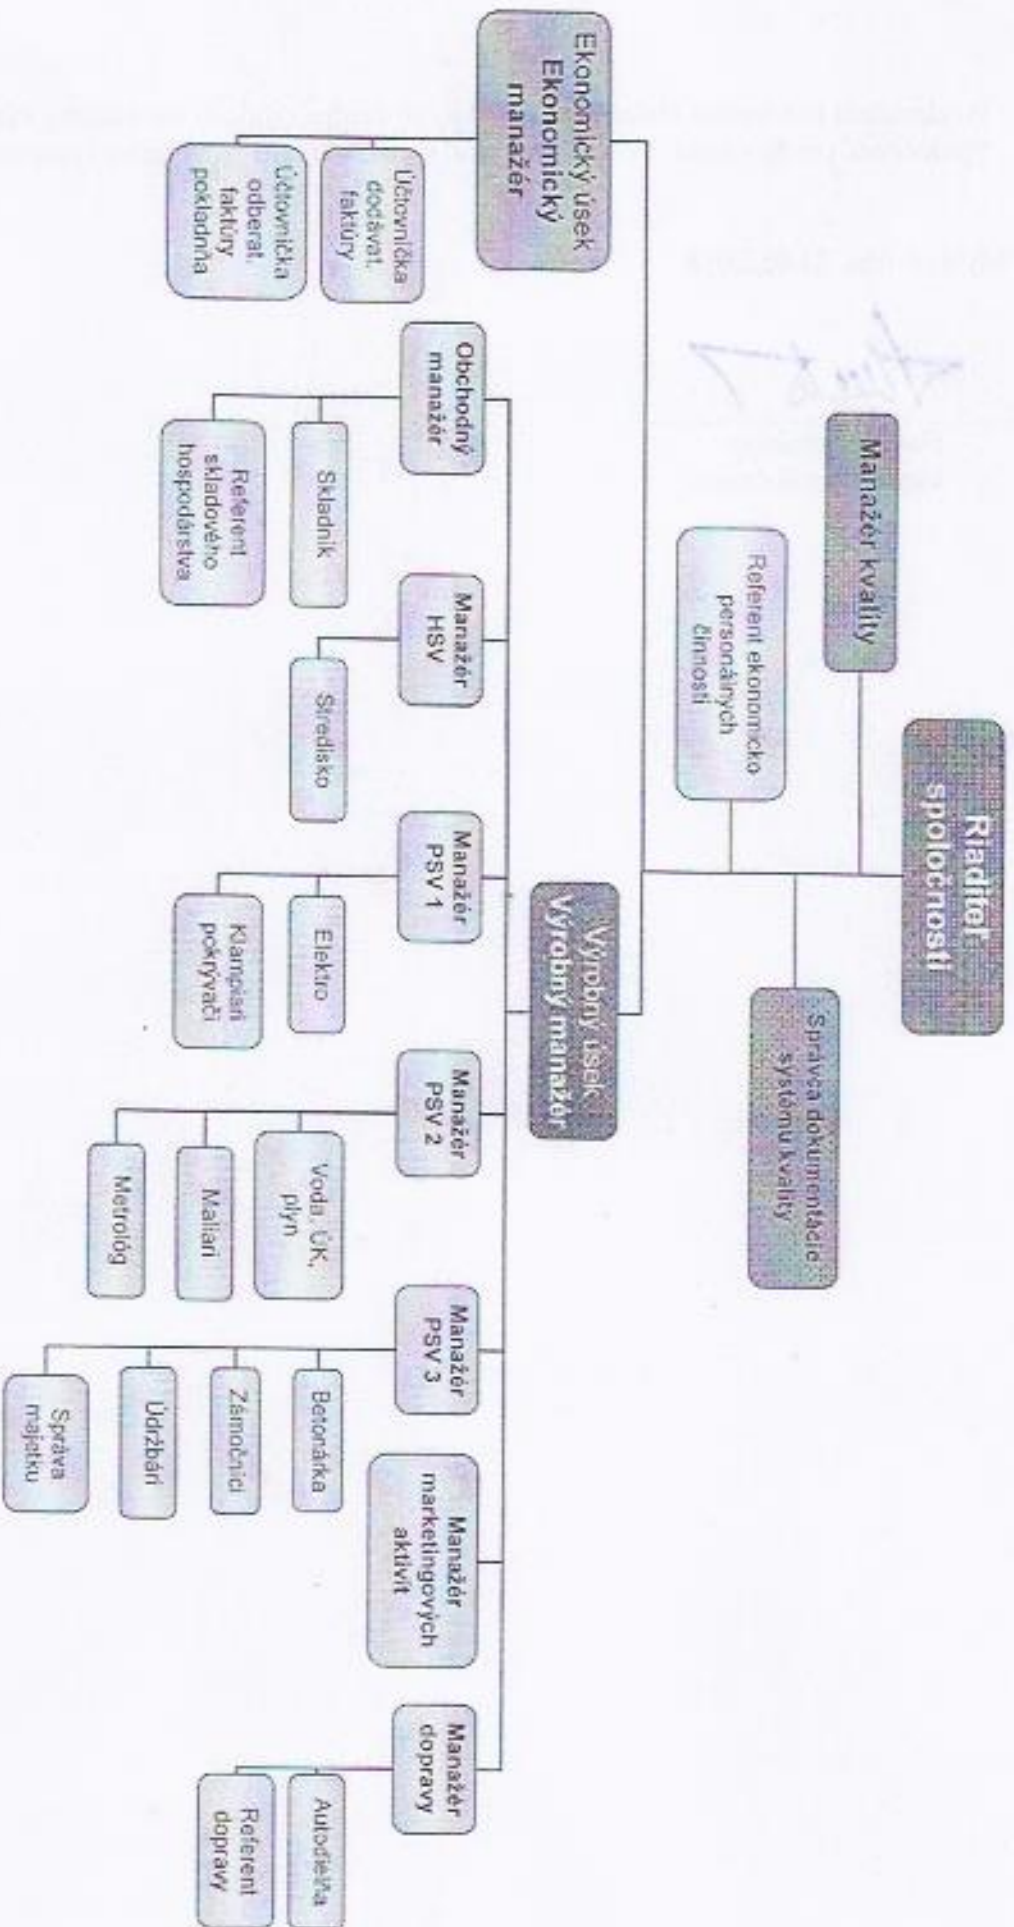 Riaditeľ
spoločnosti
Manažér kvality
Správca dokumentácie
systému kvality
Referent ekonomicko
personálnych
činností
Ekonomický úsek
Ekonomický
manažér
Výrobný úsek
Výrobný manažér
Účtovníčka
dodávat.
faktúry
Účtovníčka
odberat.
faktúry
pokladňa
Obchodný
manažér
Skladník
Referent
skladového
hospodárstva
Manažér
HSV
Stredisko
Manažér
PSV 1
Elektro
Klampiari
pokrývači
Manažér
PSV 2
Voda, ÚK,
plyn
Maliari
Metrológ
Manažér
PSV 3
Betonárka
Zámočníci
Údržbári
Správa
majetku
Manažér
marketingových
aktivít
Manažér
dopravy
Autodielňa
Referent
dopravy